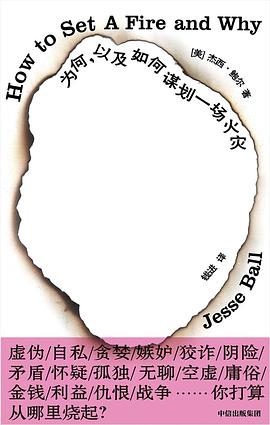 How to Set A Fire and Why
[美] 杰西·鲍尔 著
为何,以及如何谋划一场火灾
钱进 译
Jesse Ball
虚伪/自私/贪婪/嫉妒/狡诈/阴险/
矛盾/怀疑/孤独/无聊/空虚/庸俗/
金钱/利益/仇恨/战争……你打算
从哪里烧起?
中信出版集团